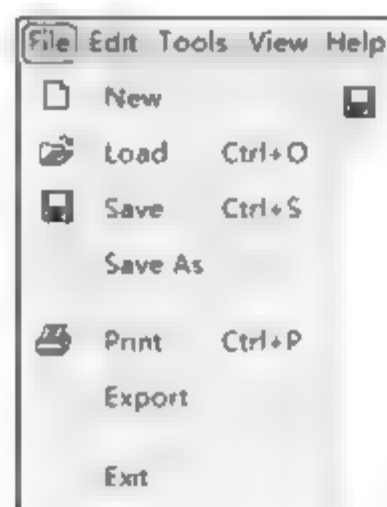 File Edit Tools View Help
New
Load Ctrl+O
Save Ctrl+S
Save As
Print Ctrl+P
Export
Exit